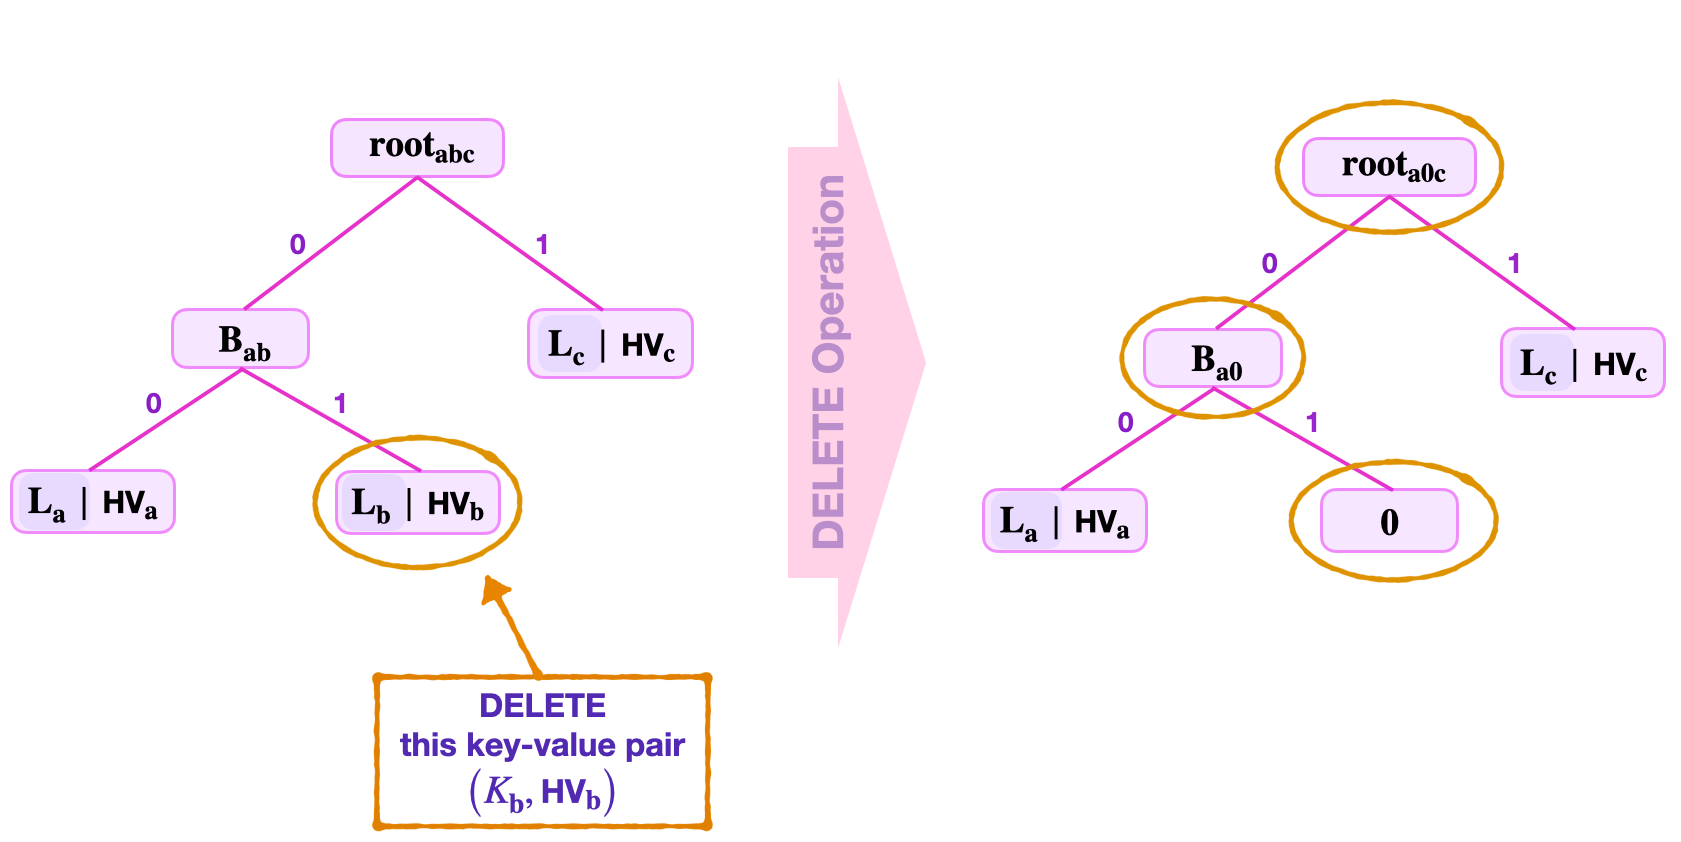 root_abc
0 1
B_ab
L_c | HV_c
0 1
L_a | HV_a
L_b | HV_b
DELETE
this key-value pair
(K_b, HV_b)
DELETE Operation
root_a0c
0 1
B_a0
L_c | HV_c
0 1
L_a | HV_a
0